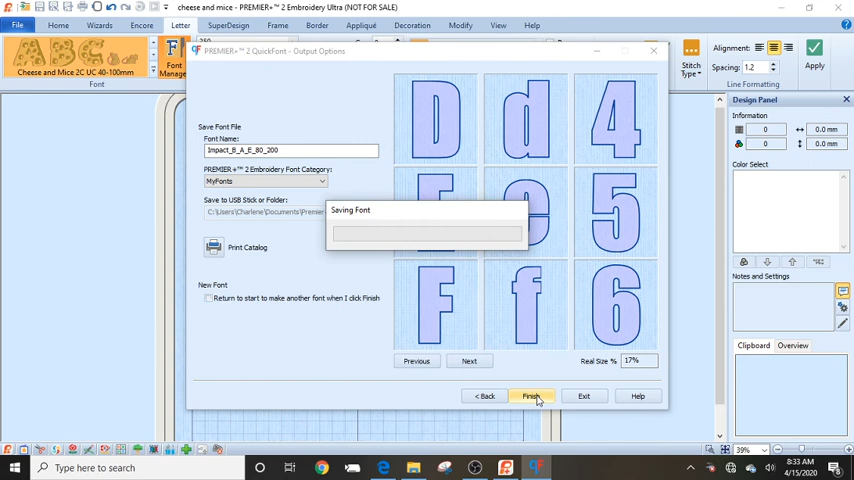 cheese and mice - PREMIER+™ 2 Embroidery Ultra (NOT FOR SALE)
File Home Wizards Encore Letter SuperDesign Frame Border Appliqué Decoration Modify View Help
250
ABC
Cheese and Mice 2C UC 40-100mm
Font
Font
Manager
PREMIER+™ 2 QuickFont - Output Options
Stitch
Type
Alignment:
Spacing: 1.2
Line Formatting
Apply
Save Font File
Font Name:
Impact_B_A_E_80_200
PREMIER+™ 2 Embroidery Font Category:
MyFonts
Save to USB Stick or Folder:
C:\Users\Charlene\Documents\Premier
Print Catalog
New Font
Return to start to make another font when I click Finish
D d 4
E e 5
F f 6
Saving Font
Previous Next Real Size % 17%
< Back Finish Exit Help
Design Panel
Information
0 0.0 mm
0 0.0 mm
Color Select
Notes and Settings
Clipboard Overview
39%
Type here to search
8:33 AM
4/15/2020